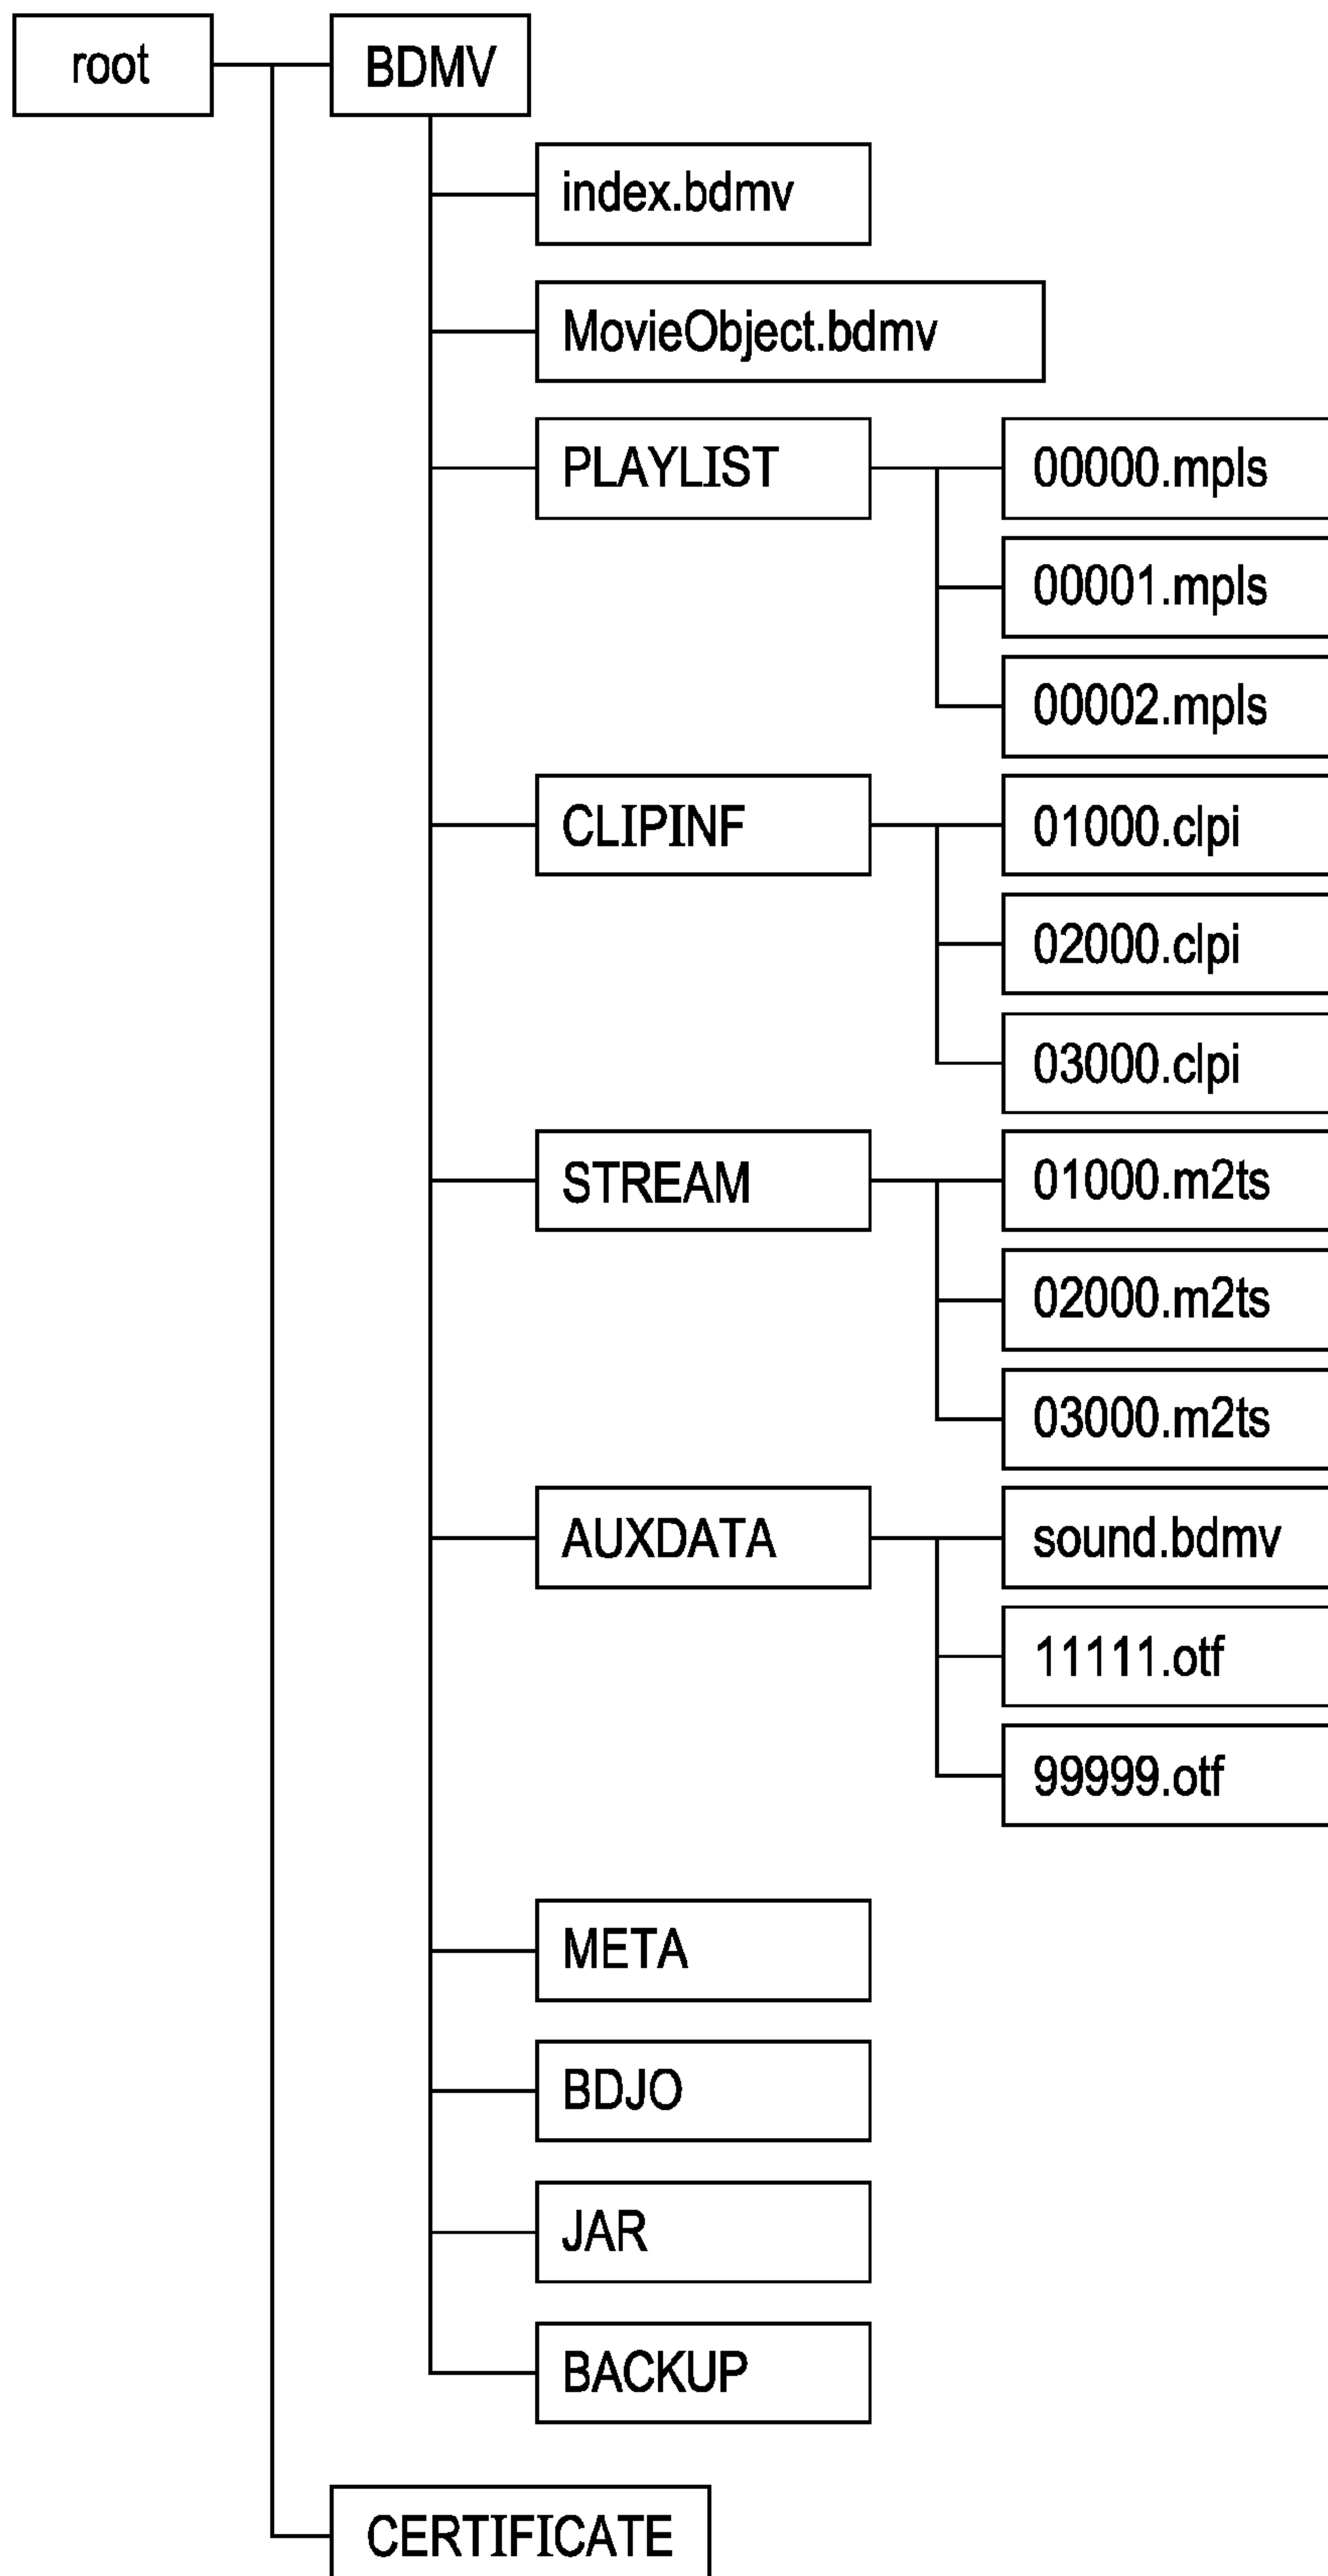 root
BDMV
index.bdmv
MovieObject.bdmv
PLAYLIST
00000.mpls
00001.mpls
00002.mpls
CLIPINF
01000.clpi
02000.clpi
03000.clpi
STREAM
01000.m2ts
02000.m2ts
03000.m2ts
AUXDATA
sound.bdmv
11111.otf
99999.otf
META
BDJO
JAR
BACKUP
CERTIFICATE